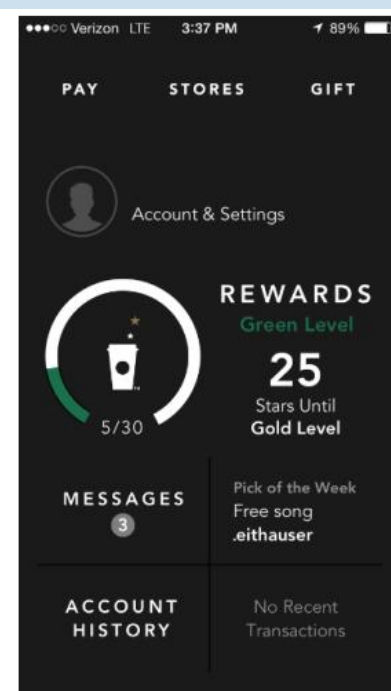 Verizon LTE 3:37 PM 89%
PAY STORES GIFT
Account & Settings
REWARDS
Green Level
25
Stars Until
Gold Level
5/30
MESSAGES
3
Pick of the Week
Free song
.eithauser
ACCOUNT
HISTORY
No Recent
Transactions